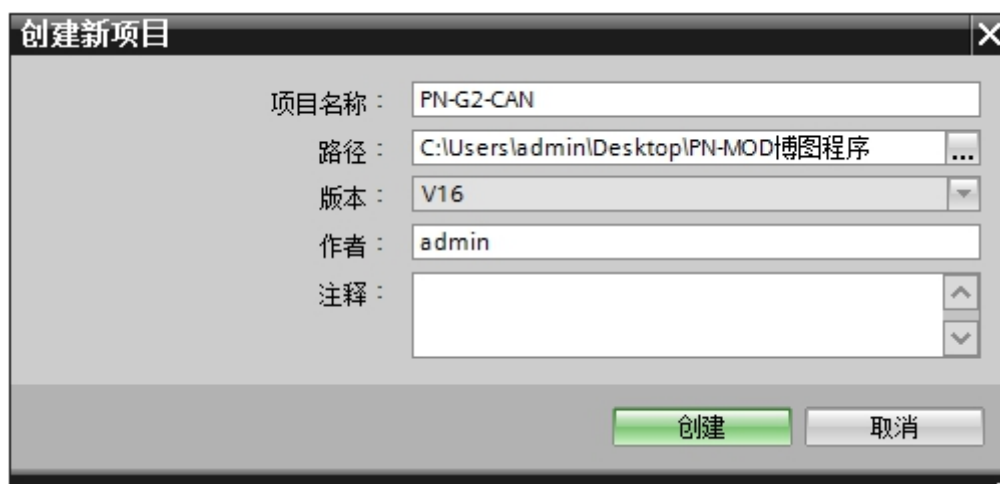 创建新项目
项目名称： PN-G2-CAN
路径： C:\Users\admin\Desktop\PN-MOD博图程序 ...
版本： V16
作者： admin
注释：
创建 取消